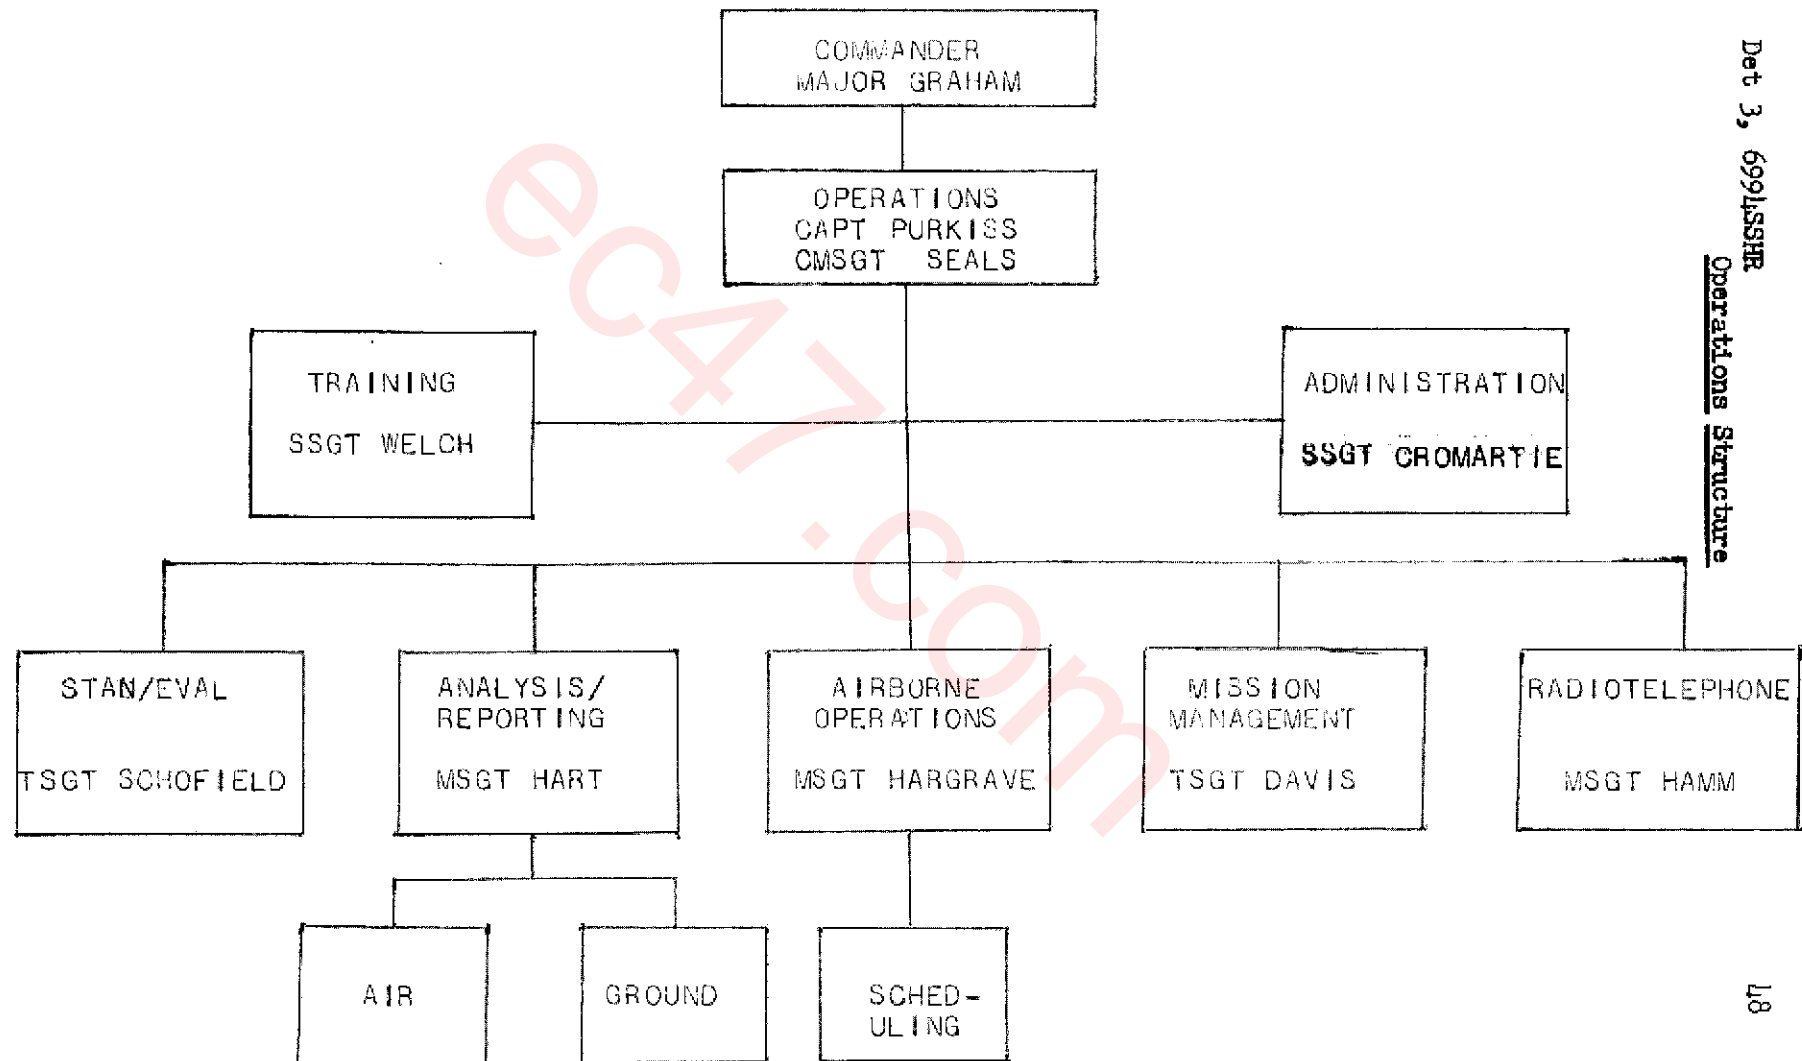 Det 3, 6994SSHR
Operations Structure
COMMANDER
MAJOR GRAHAM
OPERATIONS
CAPT PURKISS
CMSGT SEALS
TRAINING
SSGT WELCH
ADMINISTRATION
SSGT CROMARTIE
STAN/EVAL
TSGT SCHOFIELD
ANALYSIS/
REPORTING
MSGT HART
AIRBORNE
OPERATIONS
MSGT HARGRAVE
MISSION
MANAGEMENT
TSGT DAVIS
RADIOTELEPHONE
MSGT HAMM
AIR
GROUND
SCHED-
ULING
48
ec47.com